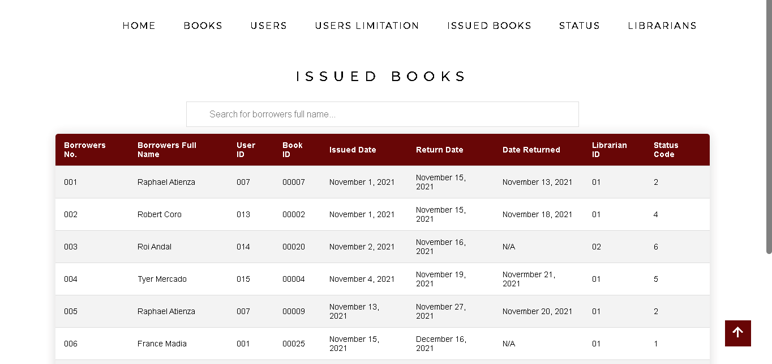 HOME BOOKS USERS USERS LIMITATION ISSUED BOOKS STATUS LIBRARIANS
ISSUED BOOKS
Search for borrowers full name...
Borrowers No. Borrowers Full Name User ID Book ID Issued Date Return Date Date Returned Librarian ID Status Code
001 Raphael Atienza 007 00007 November 1, 2021 November 15, 2021 November 13, 2021 01 2
002 Robert Coro 013 00002 November 1, 2021 November 15, 2021 November 18, 2021 01 4
003 Roi Andal 014 00020 November 2, 2021 November 16, 2021 N/A 02 6
004 Tyer Mercado 015 00004 November 4, 2021 November 19, 2021 Novermber 21, 2021 01 5
005 Raphael Atienza 007 00009 November 13, 2021 November 27, 2021 November 20, 2021 01 2
006 France Madia 001 00025 November 15, 2021 December 16, 2021 N/A 01 1